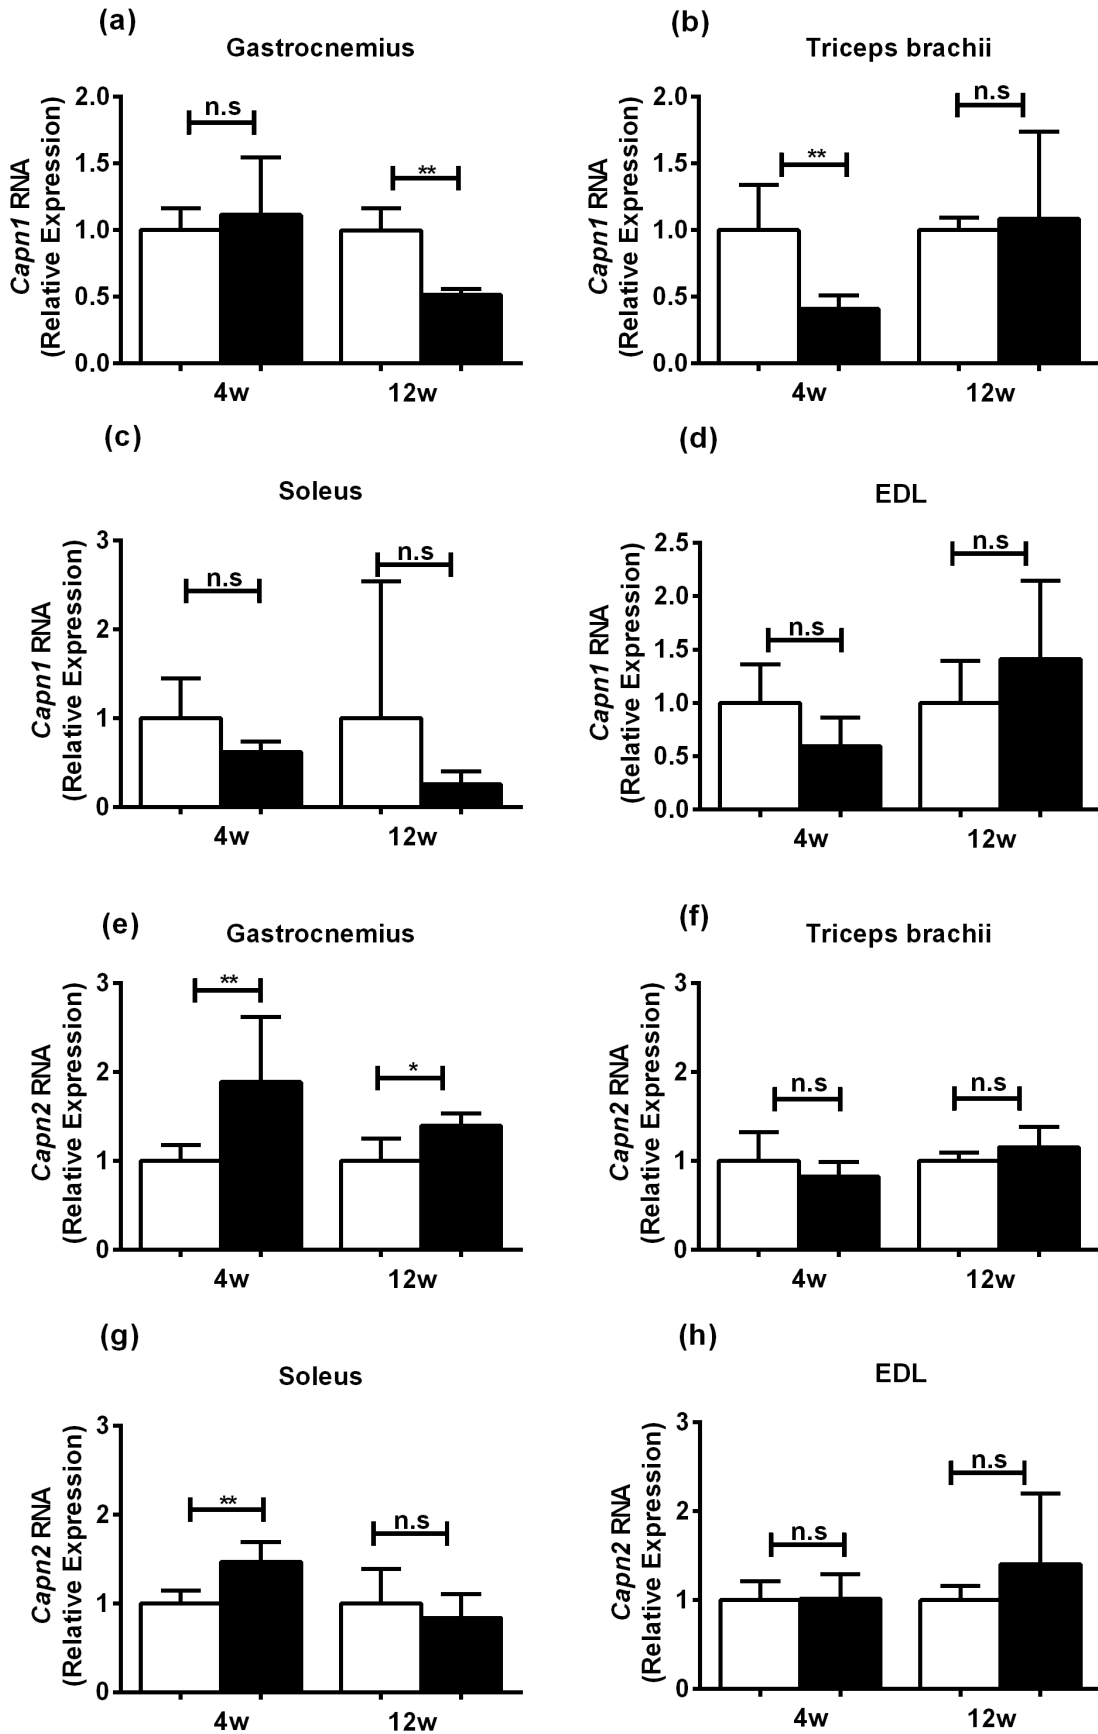 (a)
Gastrocnemius
Capn1 RNA
(Relative Expression)
2.0
1.5
1.0
0.5
0.0
n.s
**
4w
12w
(b)
Triceps brachii
Capn1 RNA
(Relative Expression)
2.0
1.5
1.0
0.5
0.0
**
n.s
4w
12w
(c)
Soleus
Capn1 RNA
(Relative Expression)
3
2
1
0
n.s
n.s
4w
12w
(d)
EDL
Capn1 RNA
(Relative Expression)
2.5
2.0
1.5
1.0
0.5
0.0
n.s
n.s
4w
12w
(e)
Gastrocnemius
Capn2 RNA
(Relative Expression)
3
2
1
0
**
*
4w
12w
(f)
Triceps brachii
Capn2 RNA
(Relative Expression)
3
2
1
0
n.s
n.s
4w
12w
(g)
Soleus
Capn2 RNA
(Relative Expression)
3
2
1
0
**
n.s
4w
12w
(h)
EDL
Capn2 RNA
(Relative Expression)
3
2
1
0
n.s
n.s
4w
12w